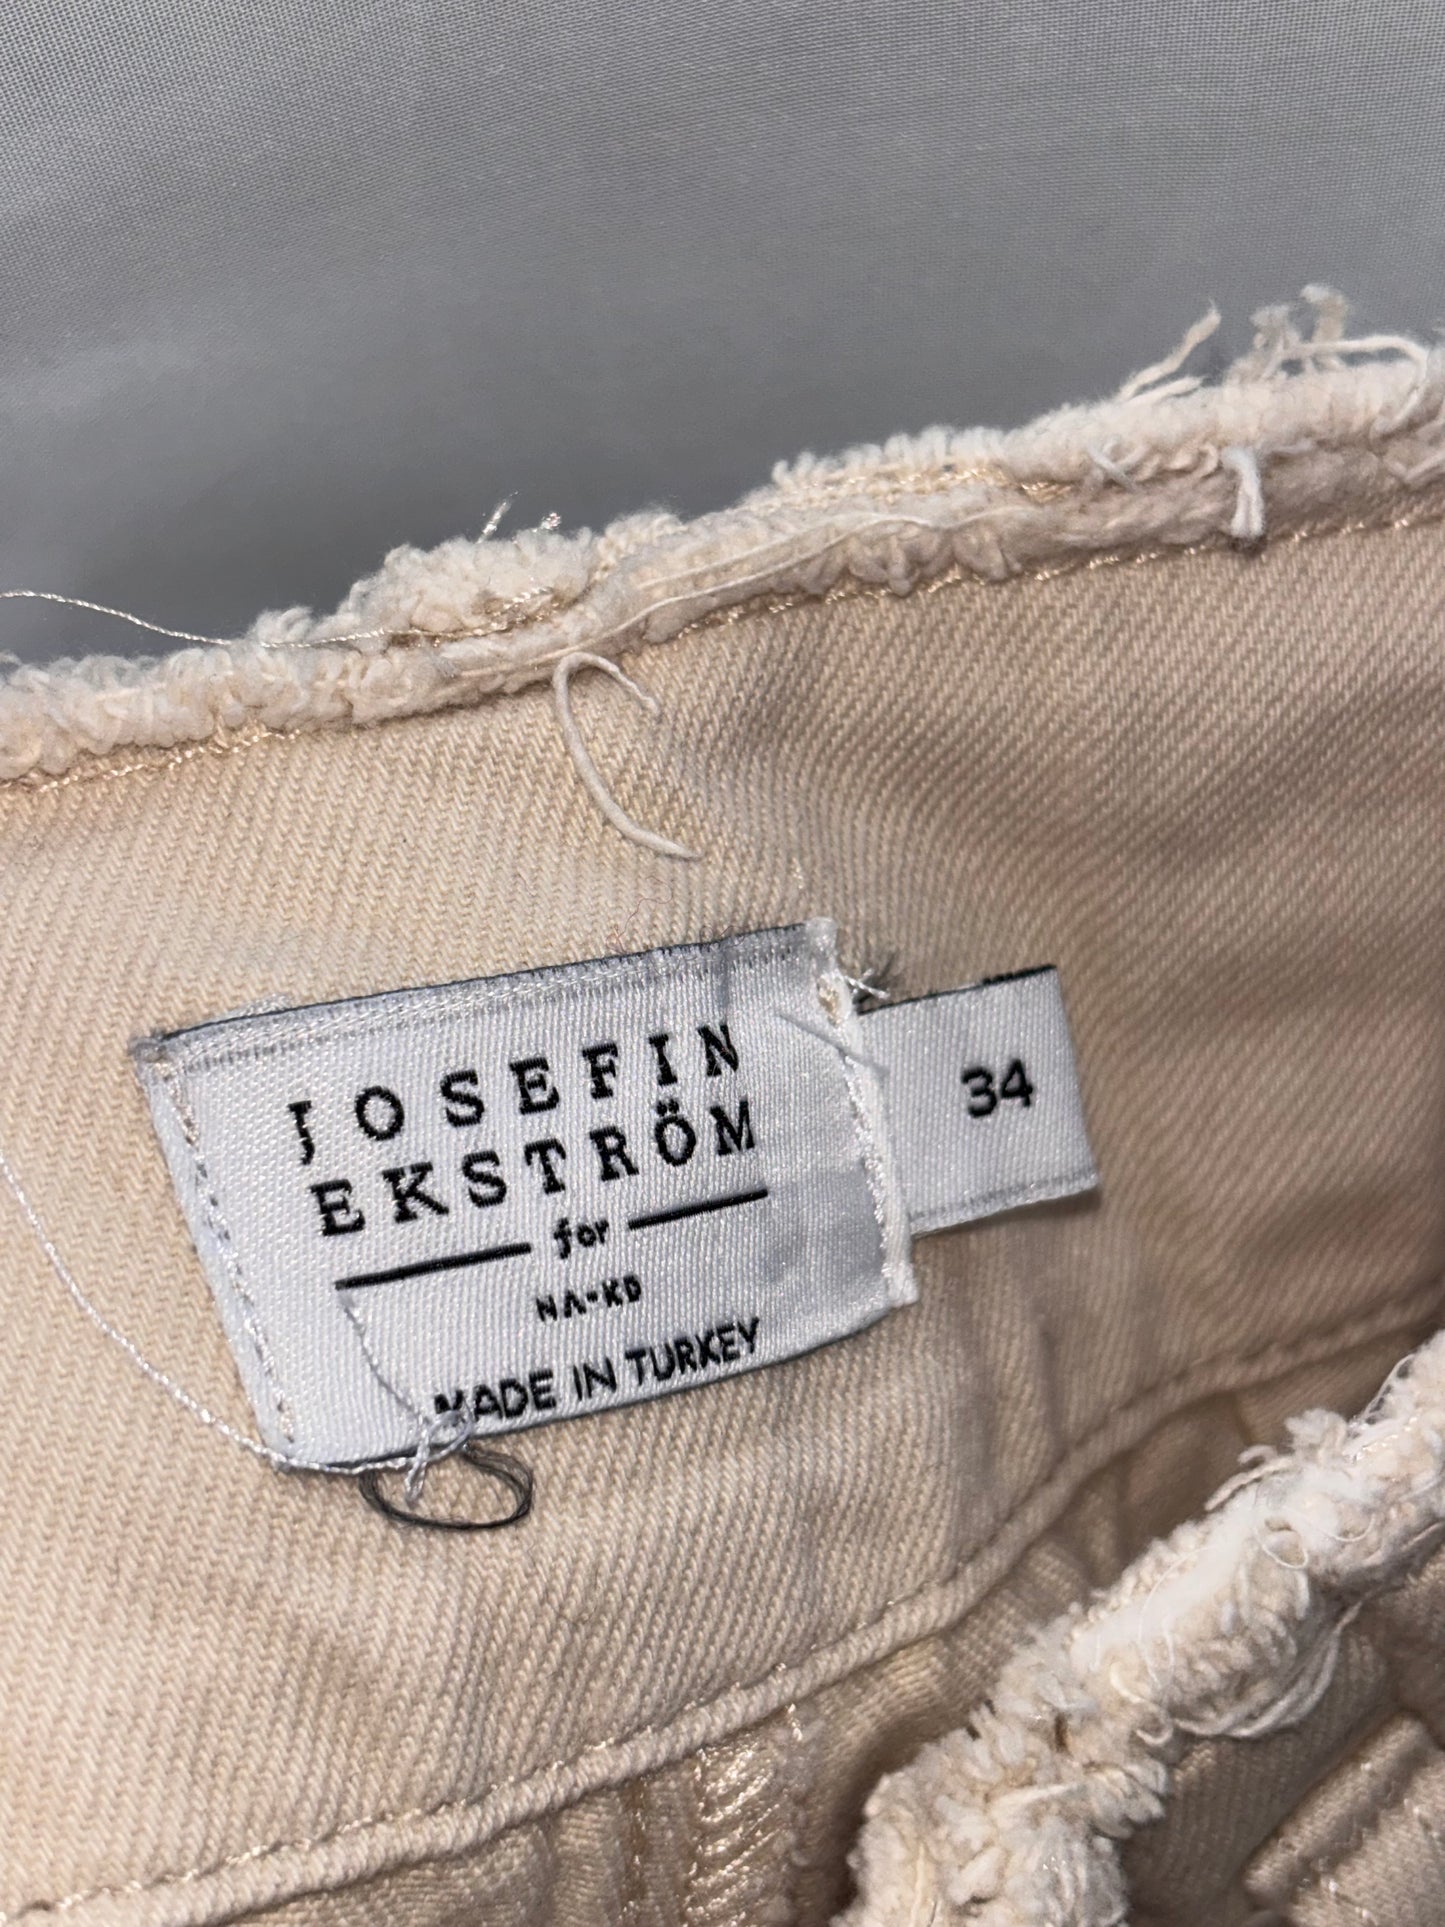 JOSEFIN
EKSTRÖM
for
NA-KD
MADE IN TURKEY
34